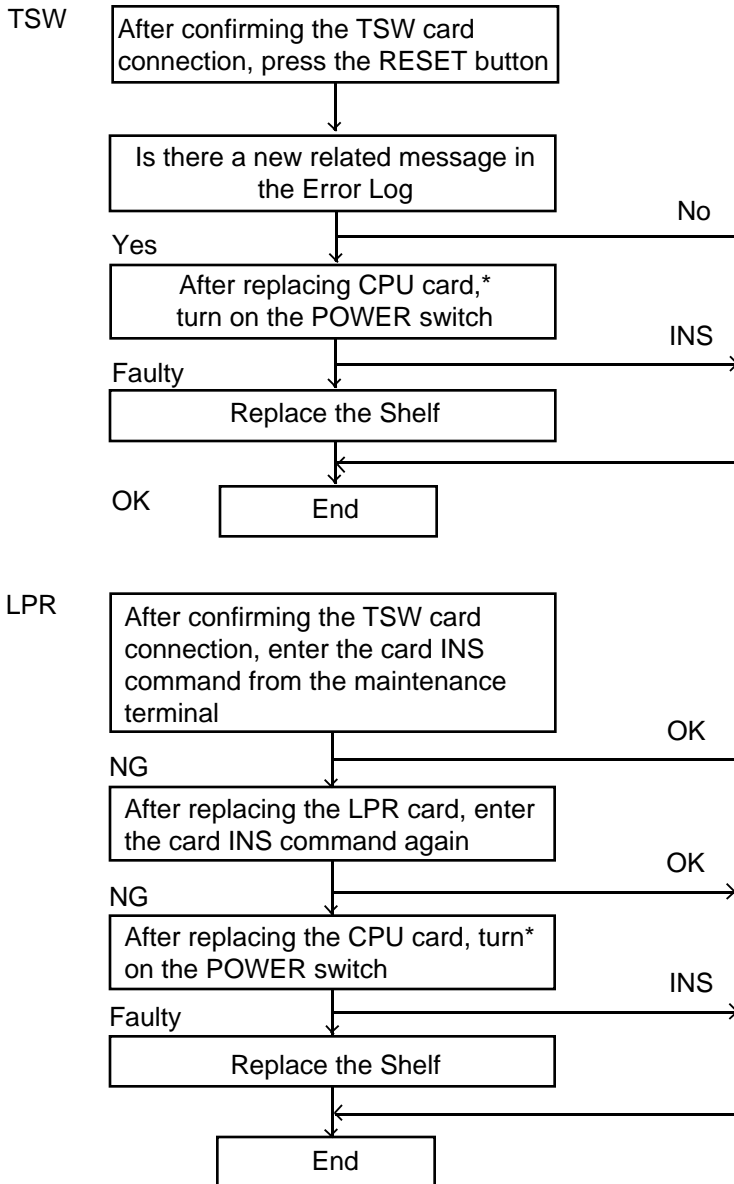 TSW
After confirming the TSW card
connection, press the RESET button
Is there a new related message in
the Error Log
No
Yes
After replacing CPU card,*
turn on the POWER switch
INS
Faulty
Replace the Shelf
OK
End
LPR
After confirming the TSW card
connection, enter the card INS
command from the maintenance
terminal
OK
NG
After replacing the LPR card, enter
the card INS command again
OK
NG
After replacing the CPU card, turn*
on the POWER switch
INS
Faulty
Replace the Shelf
End